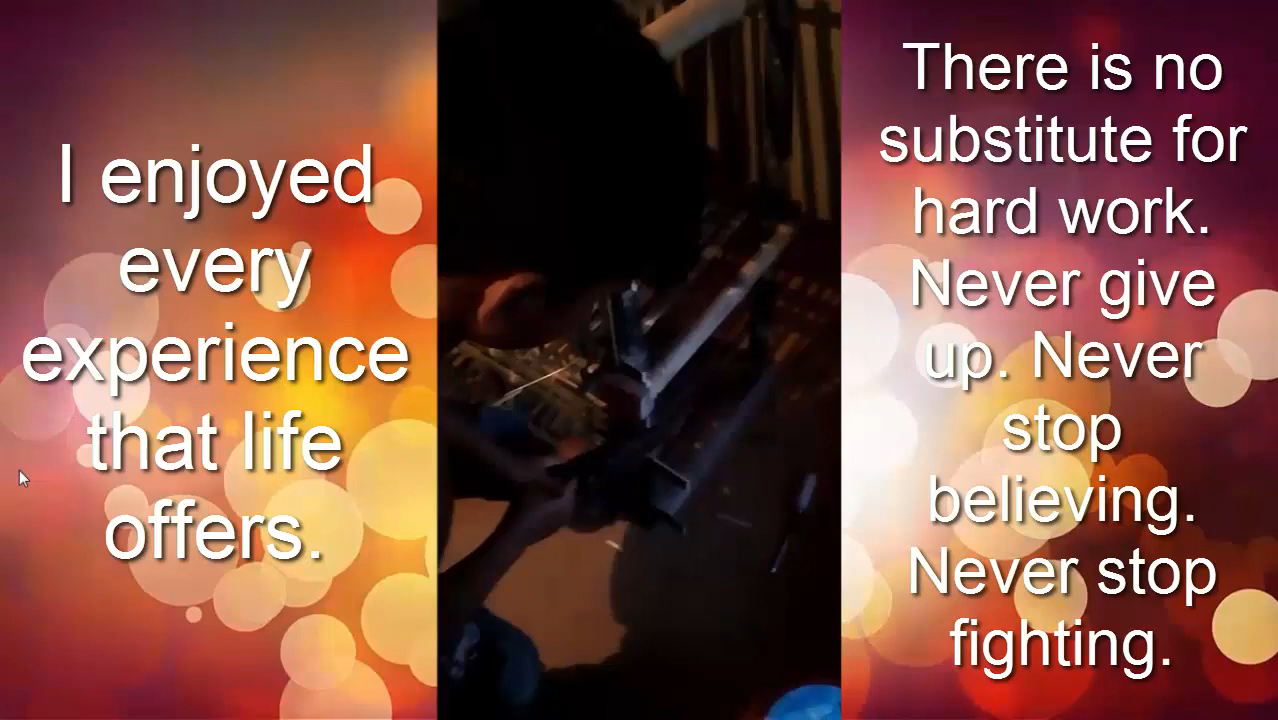 I enjoyed
every
experience
that life
offers.
There is no
substitute for
hard work.
Never give
up. Never
stop
believing.
Never stop
fighting.